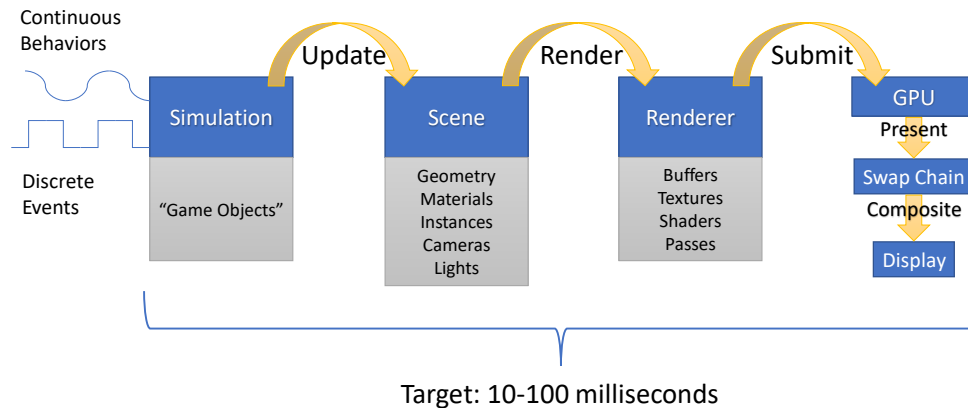 Continuous
Behaviors
Update
Render
Submit
Simulation
Scene
Renderer
GPU
Present
Swap Chain
Composite
Display
Discrete
Events
“Game Objects”
Geometry
Materials
Instances
Cameras
Lights
Buffers
Textures
Shaders
Passes
Target: 10-100 milliseconds